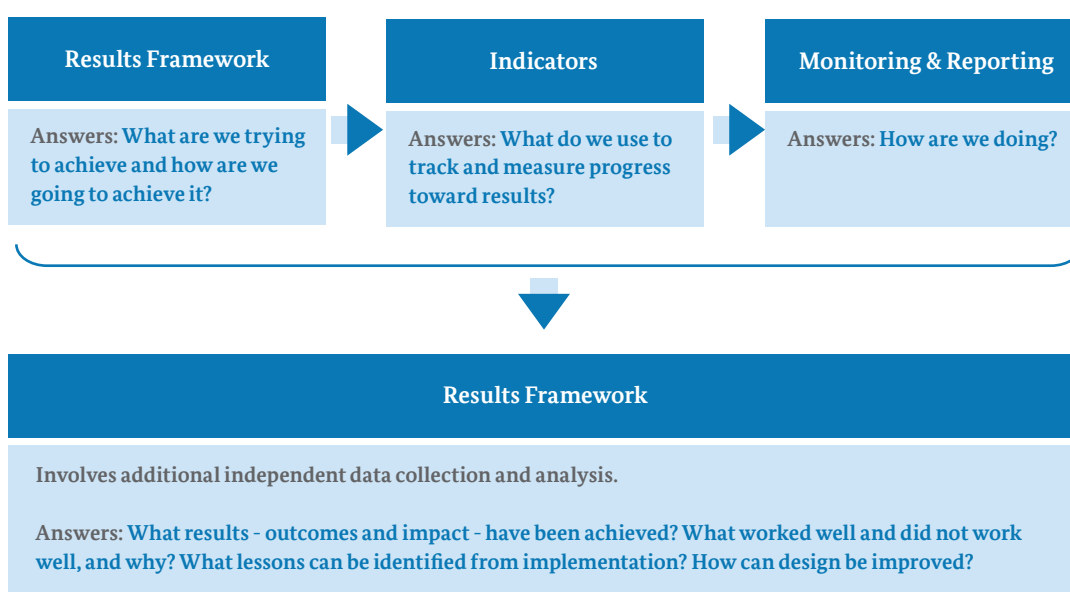 Results Framework
Answers: What are we trying
to achieve and how are we
going to achieve it?
Indicators
Answers: What do we use to
track and measure progress
toward results?
Monitoring & Reporting
Answers: How are we doing?
Results Framework
Involves additional independent data collection and analysis.
Answers: What results - outcomes and impact - have been achieved? What worked well and did not work
well, and why? What lessons can be identified from implementation? How can design be improved?